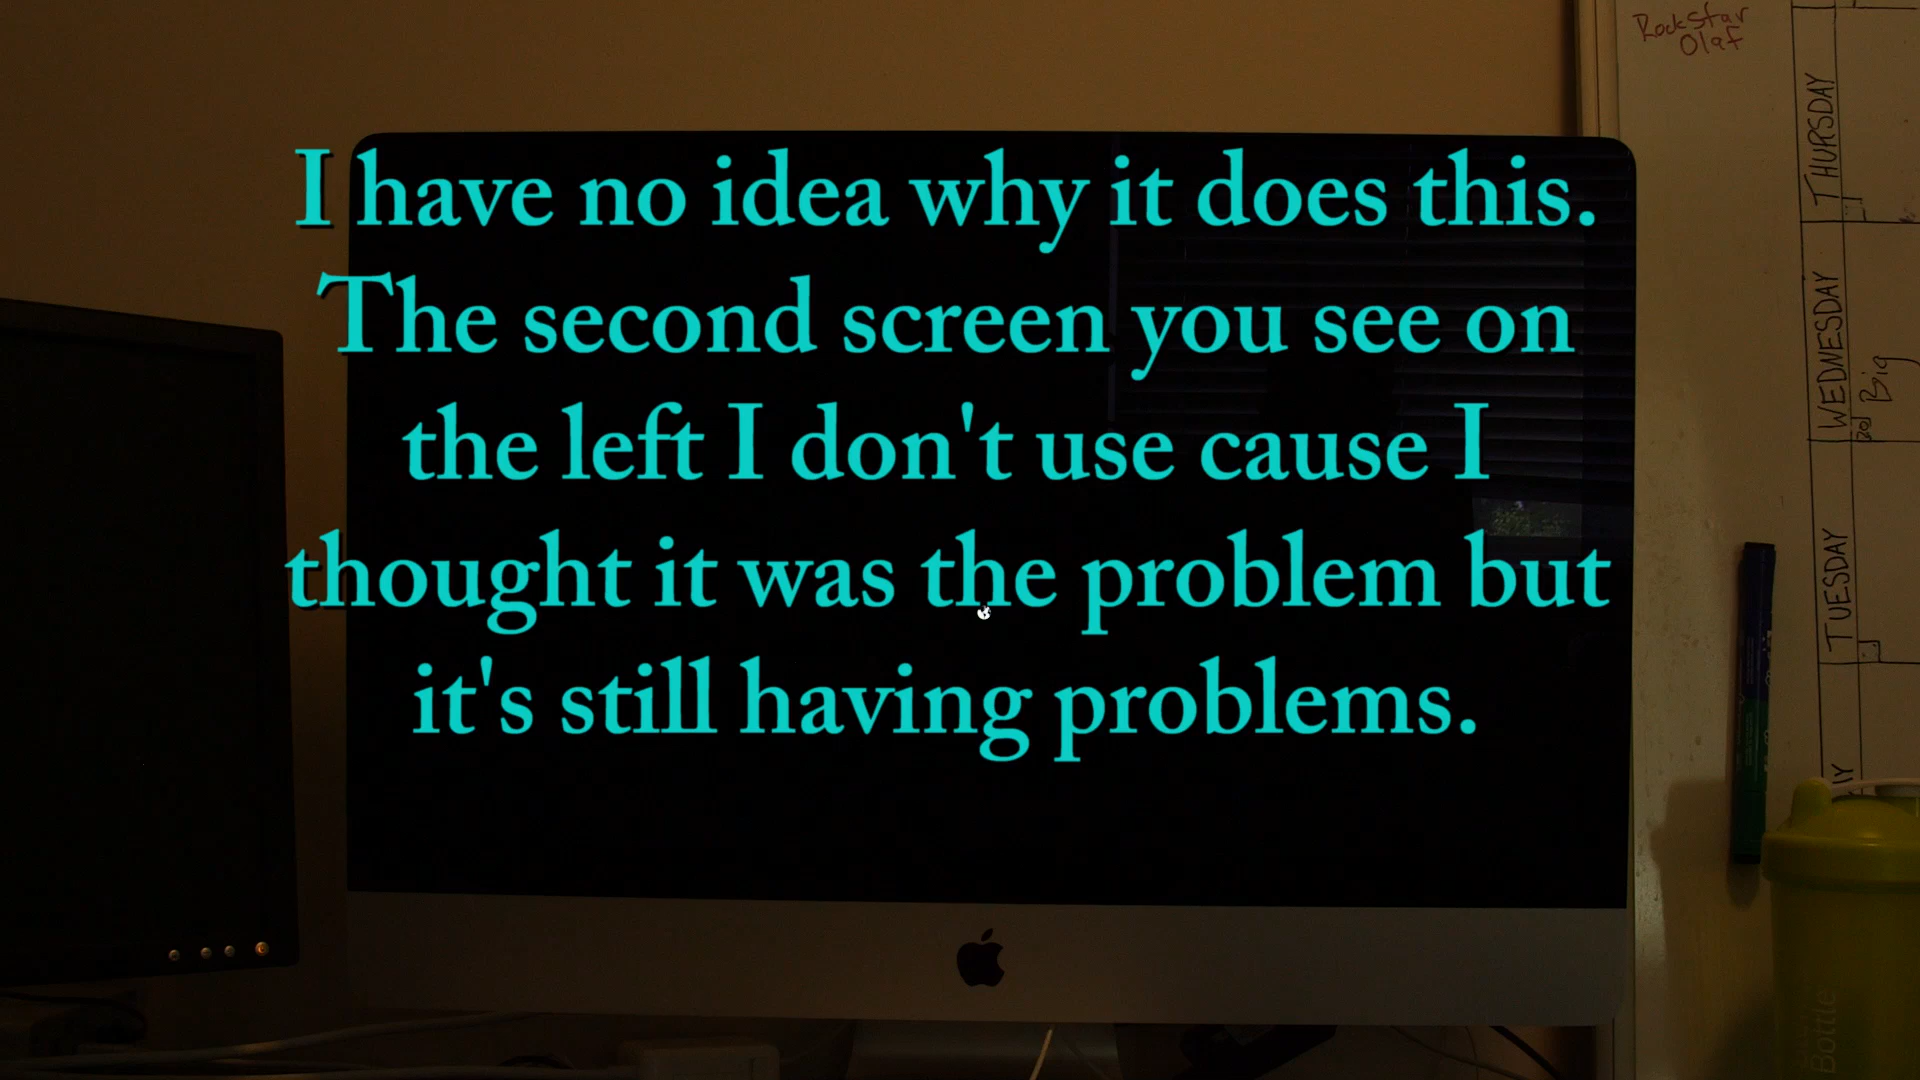 I have no idea why it does this.
The second screen you see on
the left I don't use cause I
thought it was the problem but
it's still having problems.
RockStar
Olaf
THURSDAY
WEDNESDAY
Big
TUESDAY
Bottle